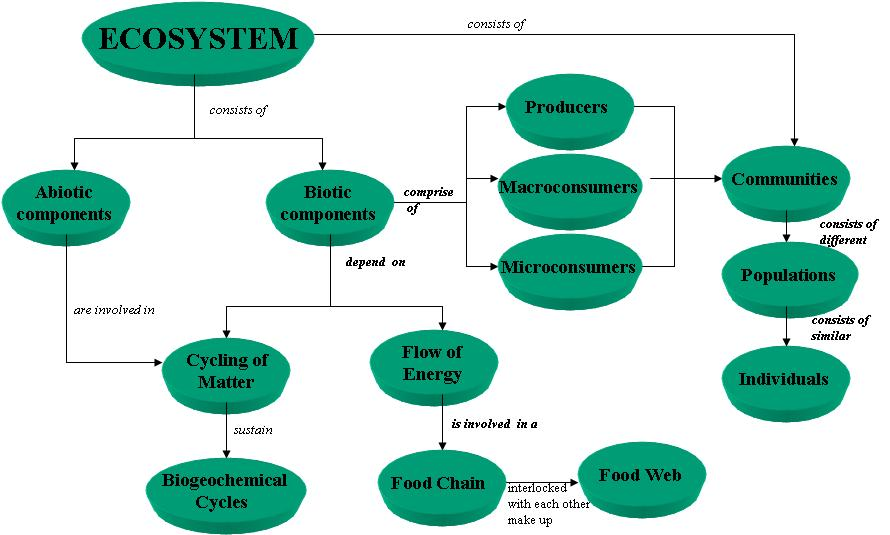 ECOSYSTEM
consists of
consists of
Producers
Abiotic
components
Biotic
components
comprise
of
Macroconsumers
Communities
consists of
different
depend on
Microconsumers
Populations
are involved in
consists of
similar
Cycling of
Matter
Flow of
Energy
Individuals
sustain
is involved in a
Biogeochemical
Cycles
Food Chain
interlocked
with each other
make up
Food Web